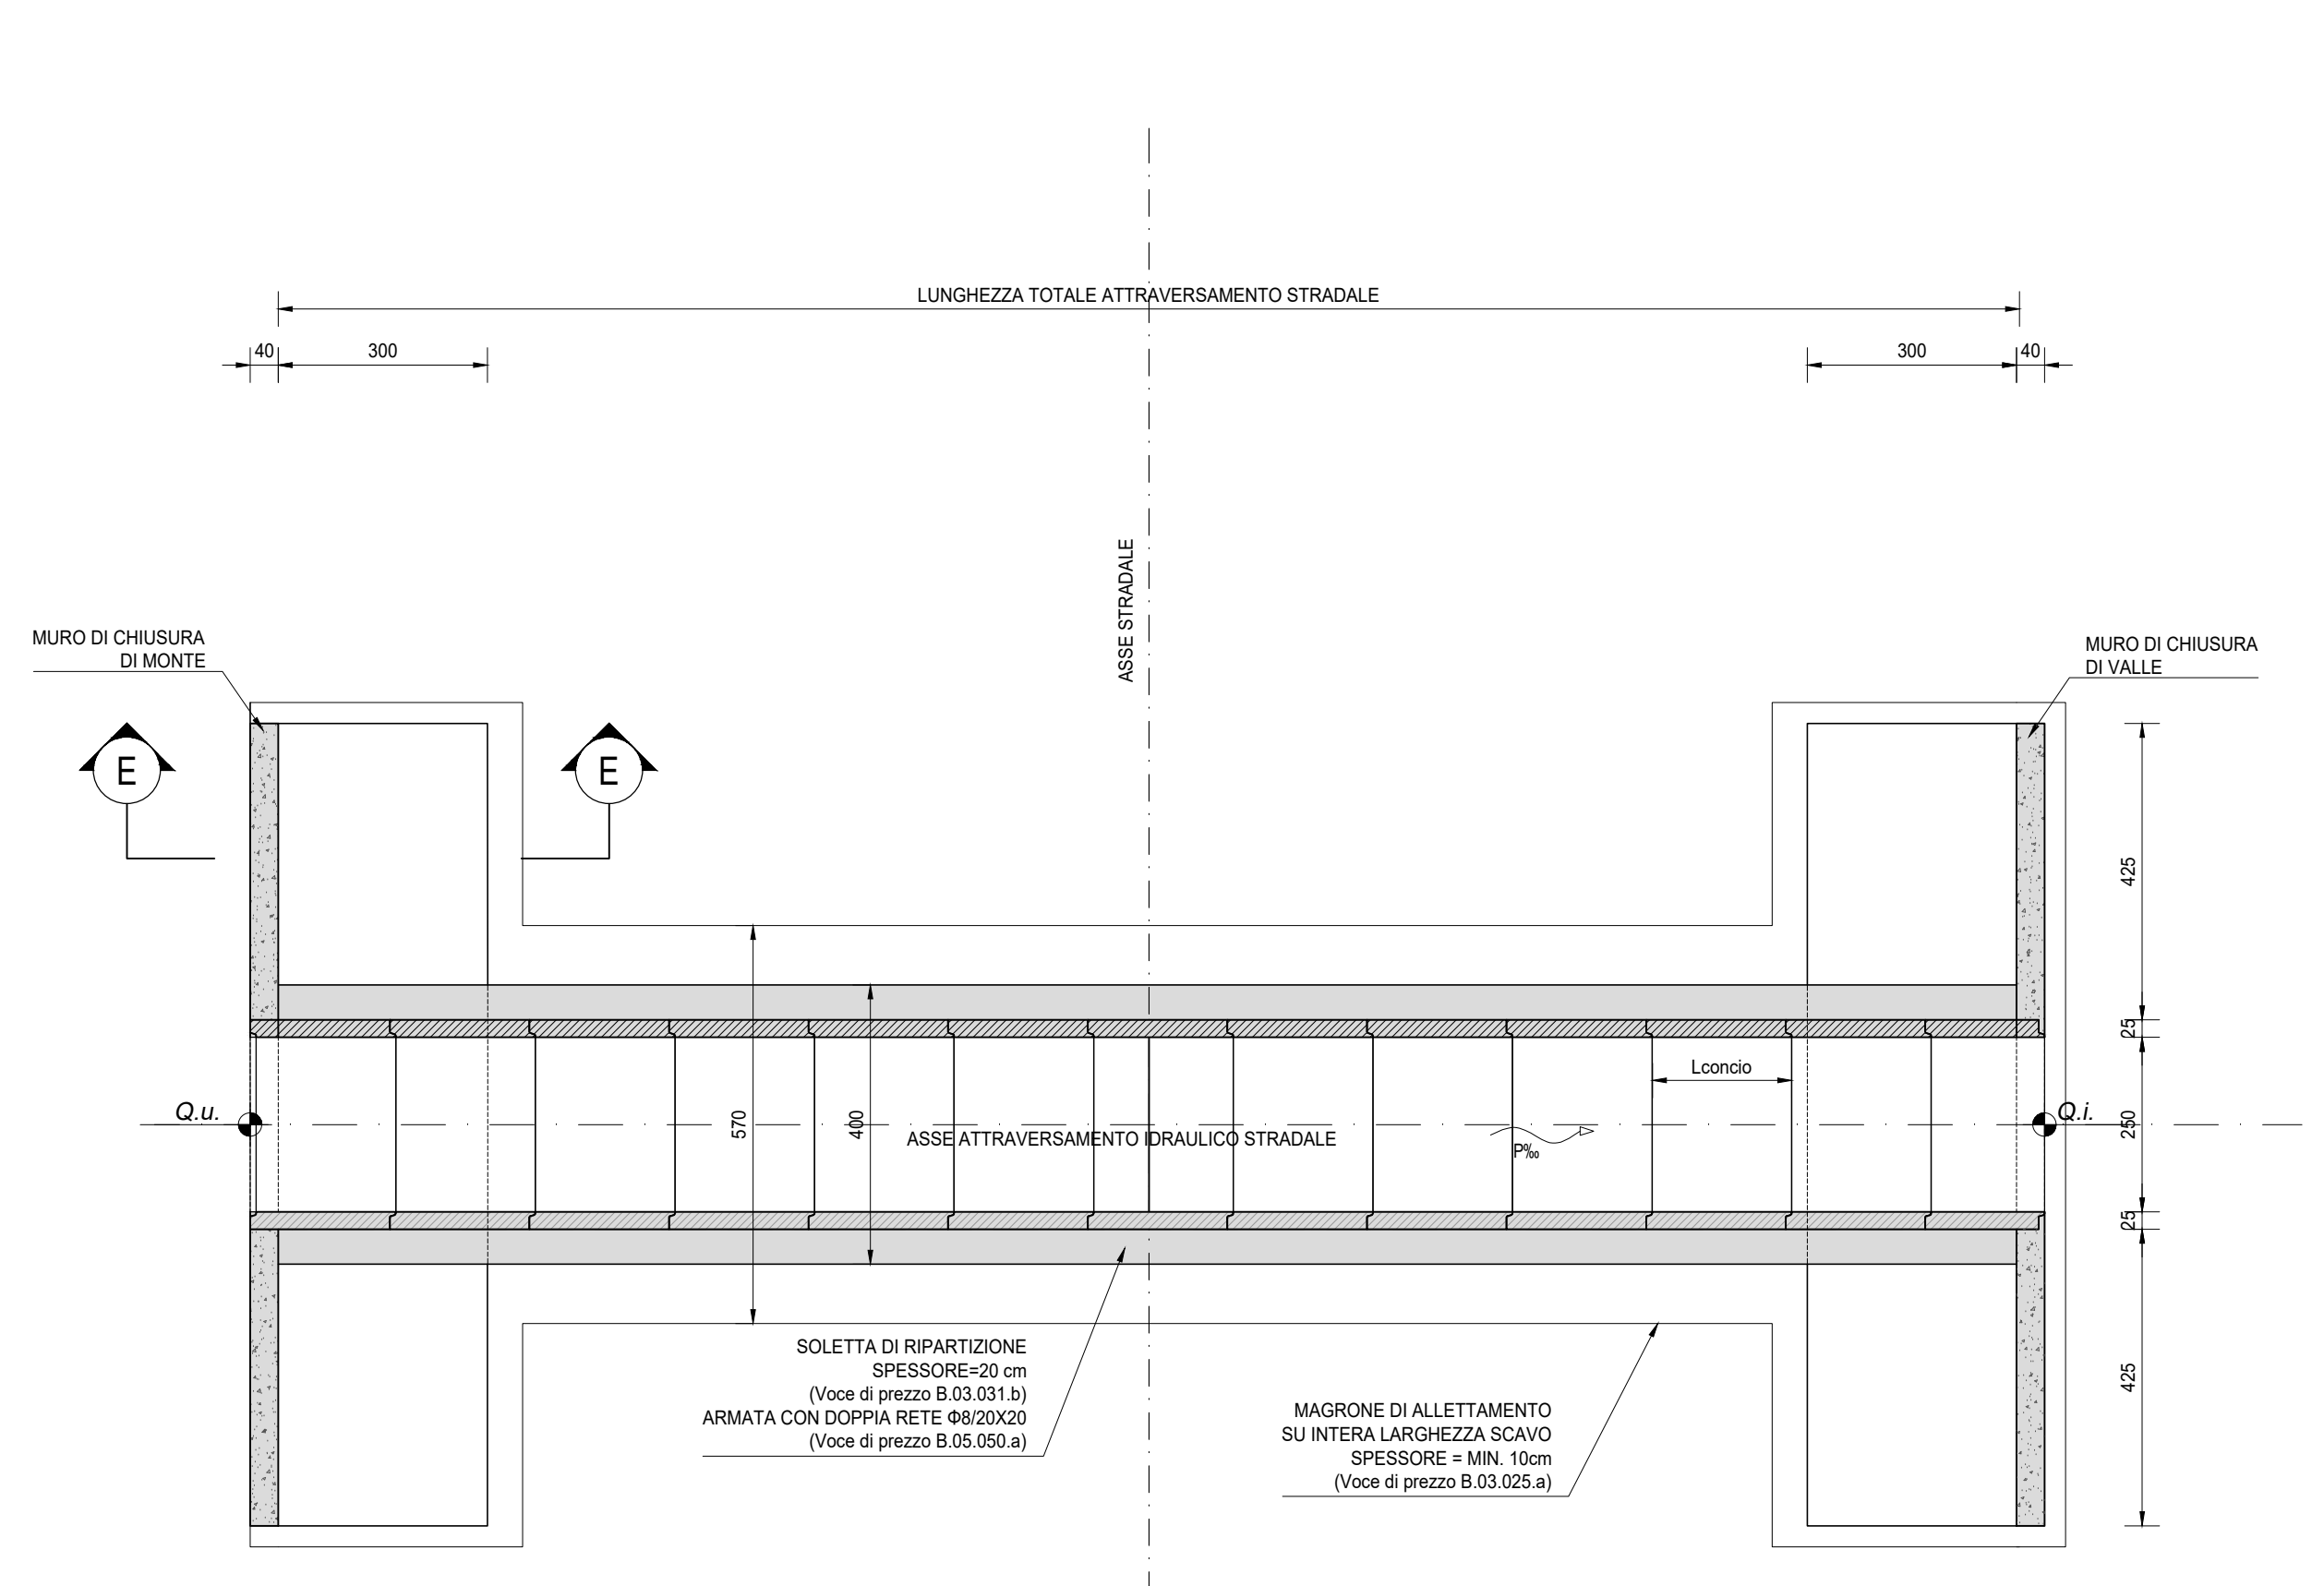 LUNGHEZZA TOTALE ATTRAVERSAMENTO STRADALE
40
300
300
40
ASSE STRADALE
MURO DI CHIUSURA
DI MONTE
MURO DI CHIUSURA
DI VALLE
E
E
425
25
Lconcio
Q.u.
Q.i.
570
400
250
ASSE ATTRAVERSAMENTO IDRAULICO STRADALE
P‰
25
SOLETTA DI RIPARTIZIONE
SPESSORE=20 cm
(Voce di prezzo B.03.031.b)
ARMATA CON DOPPIA RETE Φ8/20X20
(Voce di prezzo B.05.050.a)
425
MAGRONE DI ALLETTAMENTO
SU INTERA LARGHEZZA SCAVO
SPESSORE = MIN. 10cm
(Voce di prezzo B.03.025.a)